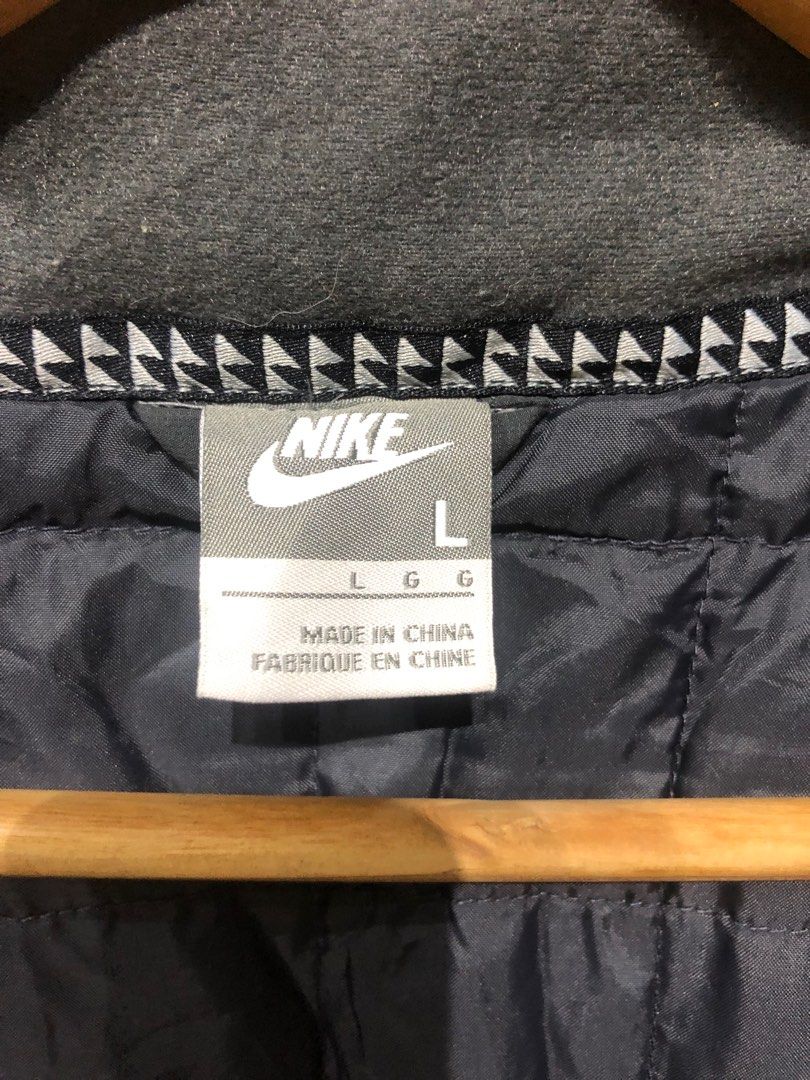 NIKE
L
L G G
MADE IN CHINA
FABRIQUE EN CHINE